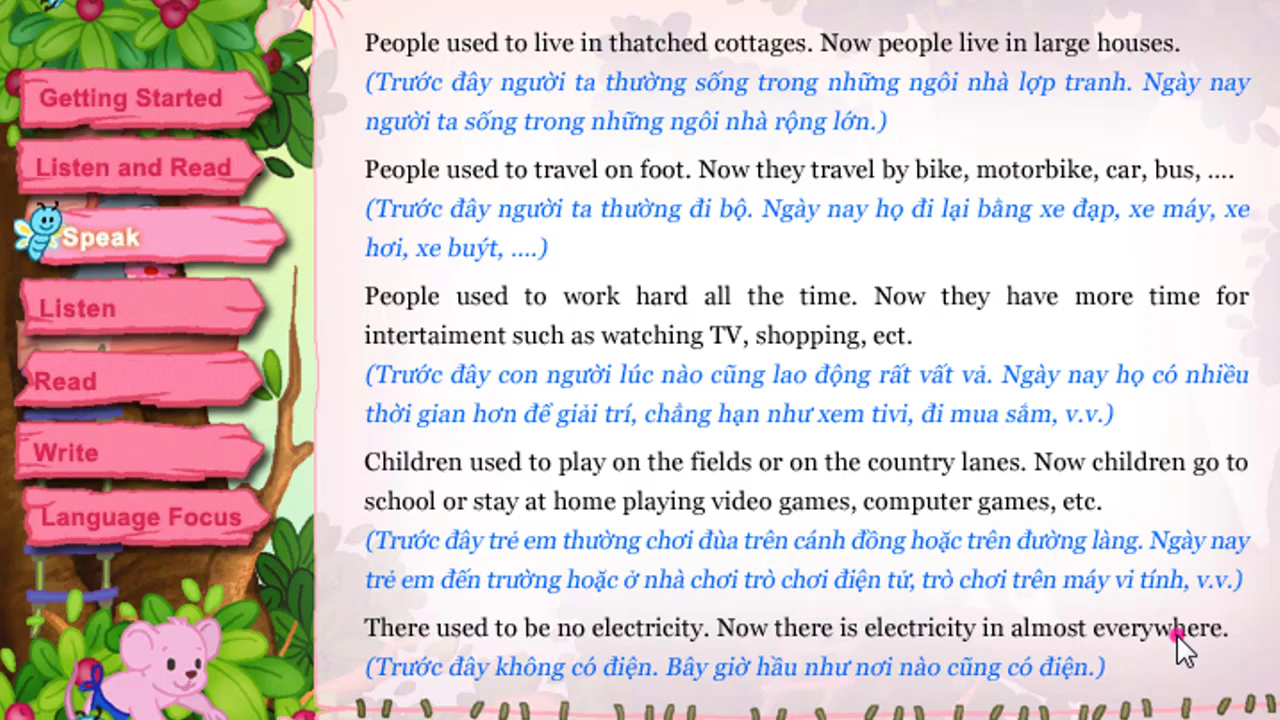 Getting Started
Listen and Read
Speak
Listen
Read
Write
Language Focus
People used to live in thatched cottages. Now people live in large houses.
(Trước đây người ta thường sống trong những ngôi nhà lợp tranh. Ngày nay
người ta sống trong những ngôi nhà rộng lớn.)
People used to travel on foot. Now they travel by bike, motorbike, car, bus, ....
(Trước đây người ta thường đi bộ. Ngày nay họ đi lại bằng xe đạp, xe máy, xe
hơi, xe buýt, ....)
People used to work hard all the time. Now they have more time for
intertaiment such as watching TV, shopping, ect.
(Trước đây con người lúc nào cũng lao động rất vất vả. Ngày nay họ có nhiều
thời gian hơn để giải trí, chẳng hạn như xem tivi, đi mua sắm, v.v.)
Children used to play on the fields or on the country lanes. Now children go to
school or stay at home playing video games, computer games, etc.
(Trước đây trẻ em thường chơi đùa trên cánh đồng hoặc trên đường làng. Ngày nay
trẻ em đến trường hoặc ở nhà chơi trò chơi điện tử, trò chơi trên máy vi tính, v.v.)
There used to be no electricity. Now there is electricity in almost everywhere.
(Trước đây không có điện. Bây giờ hầu như nơi nào cũng có điện.)